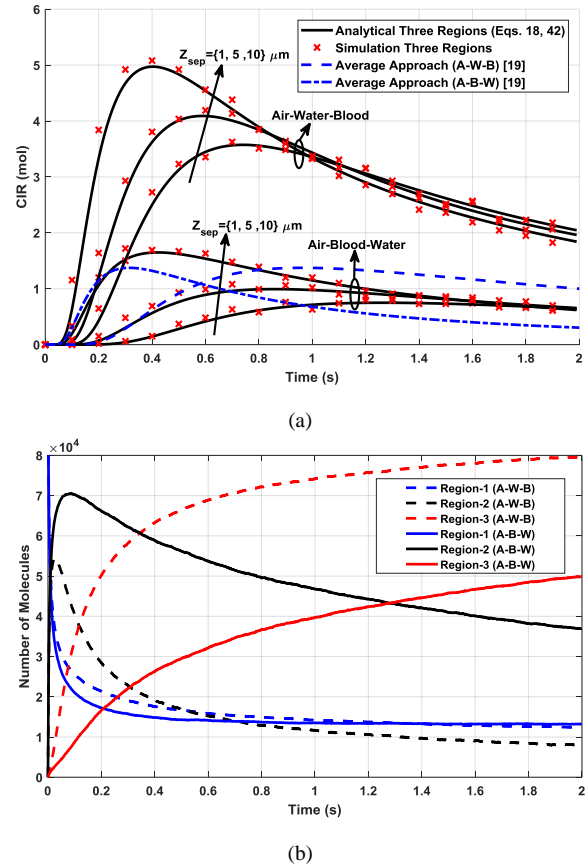 6
5
4
3
2
1
0
CIR (mol)
Analytical Three Regions (Eqs. 18, 42)
Simulation Three Regions
Average Approach (A-W-B) [19]
Average Approach (A-B-W) [19]
Z_sep={1, 5 ,10} μm
Air-Water-Blood
Z_sep={1, 5 ,10} μm
Air-Blood-Water
0 0.2 0.4 0.6 0.8 1 1.2 1.4 1.6 1.8 2
Time (s)
(a)
×10^4
8
7
6
5
4
3
2
1
0
Number of Molecules
Region-1 (A-W-B)
Region-2 (A-W-B)
Region-3 (A-W-B)
Region-1 (A-B-W)
Region-2 (A-B-W)
Region-3 (A-B-W)
0 0.2 0.4 0.6 0.8 1 1.2 1.4 1.6 1.8 2
Time (s)
(b)